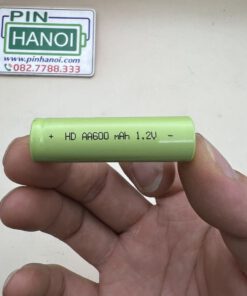 PIN
HANOI
www.pinhanoi.com
082.7788.333
+ HD AA600 mAh 1.2V -